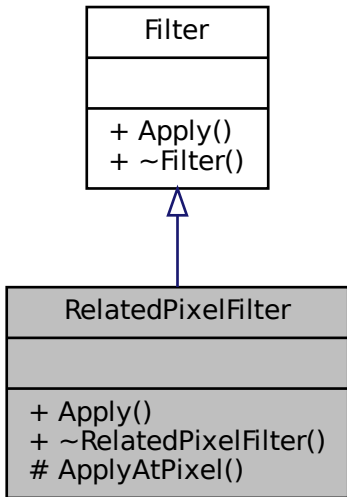 Filter
+ Apply()
+ ~Filter()
RelatedPixelFilter
+ Apply()
+ ~RelatedPixelFilter()
# ApplyAtPixel()